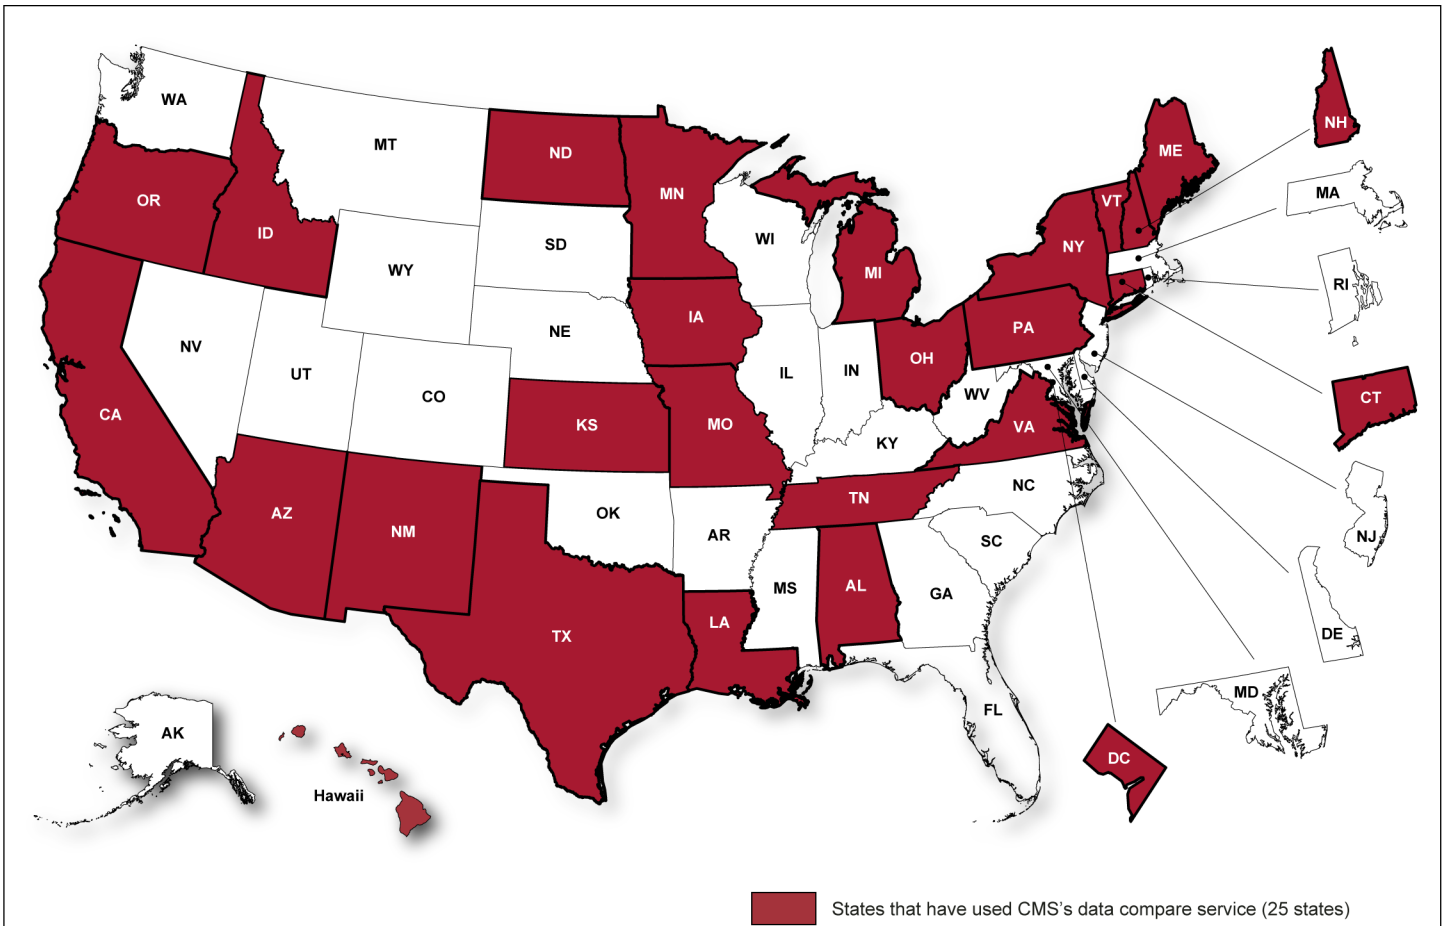 WA
MT
ND
MN
OR
ID
WY
SD
WI
MI
NY
VT
ME
NH
MA
RI
CT
NJ
DE
MD
DC
NV
UT
CO
NE
IA
IL
IN
OH
PA
WV
VA
KY
CA
KS
MO
AZ
NM
OK
AR
TN
NC
SC
MS
AL
GA
TX
LA
FL
AK
Hawaii
States that have used CMS's data compare service (25 states)